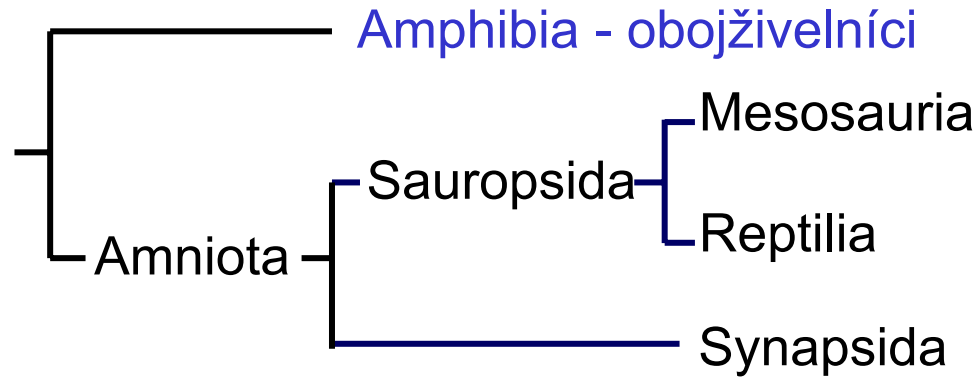 Amphibia - obojživelníci
Mesosauria
Sauropsida
Reptilia
Amniota
Synapsida